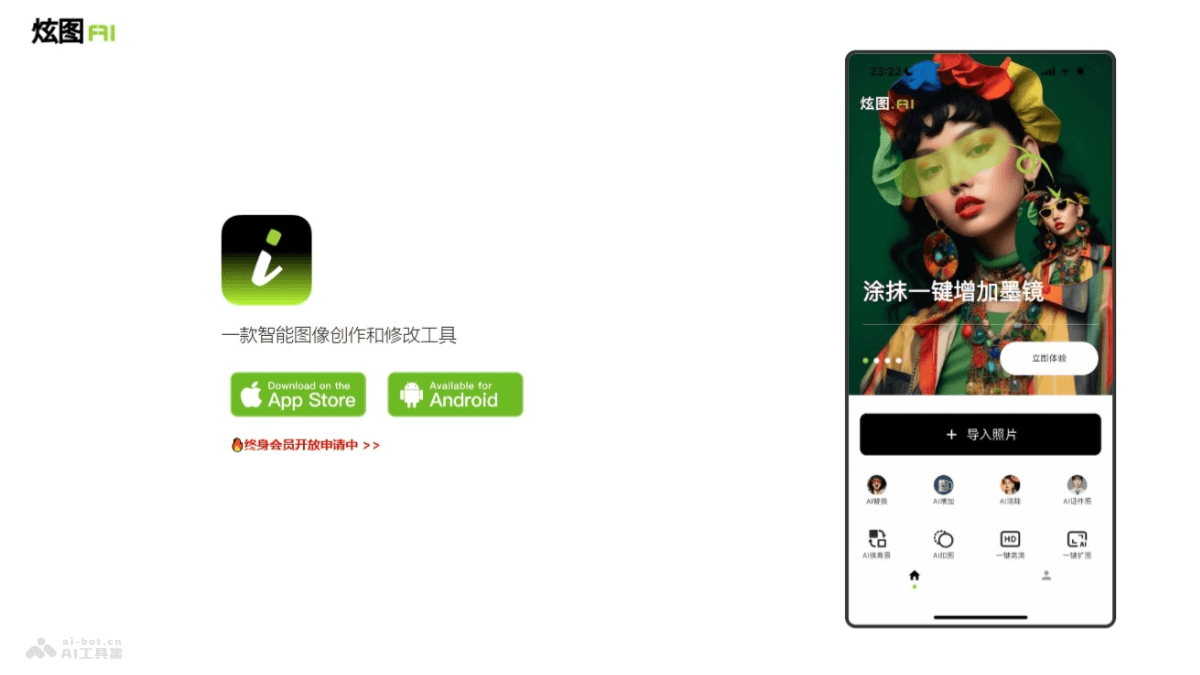 炫图AI
一款智能图像创作和修改工具
Download on the
App Store
Available for
Android
终身会员开放申请中 >>
23:22
炫图.AI
涂抹一键增加墨镜
立即体验
+ 导入照片
AI替换 AI增加 AI消除 AI证件照
AI换背景 AI扣图 一键高清 一键扩图
HD
AI
ai-bot.cn
AI工具集